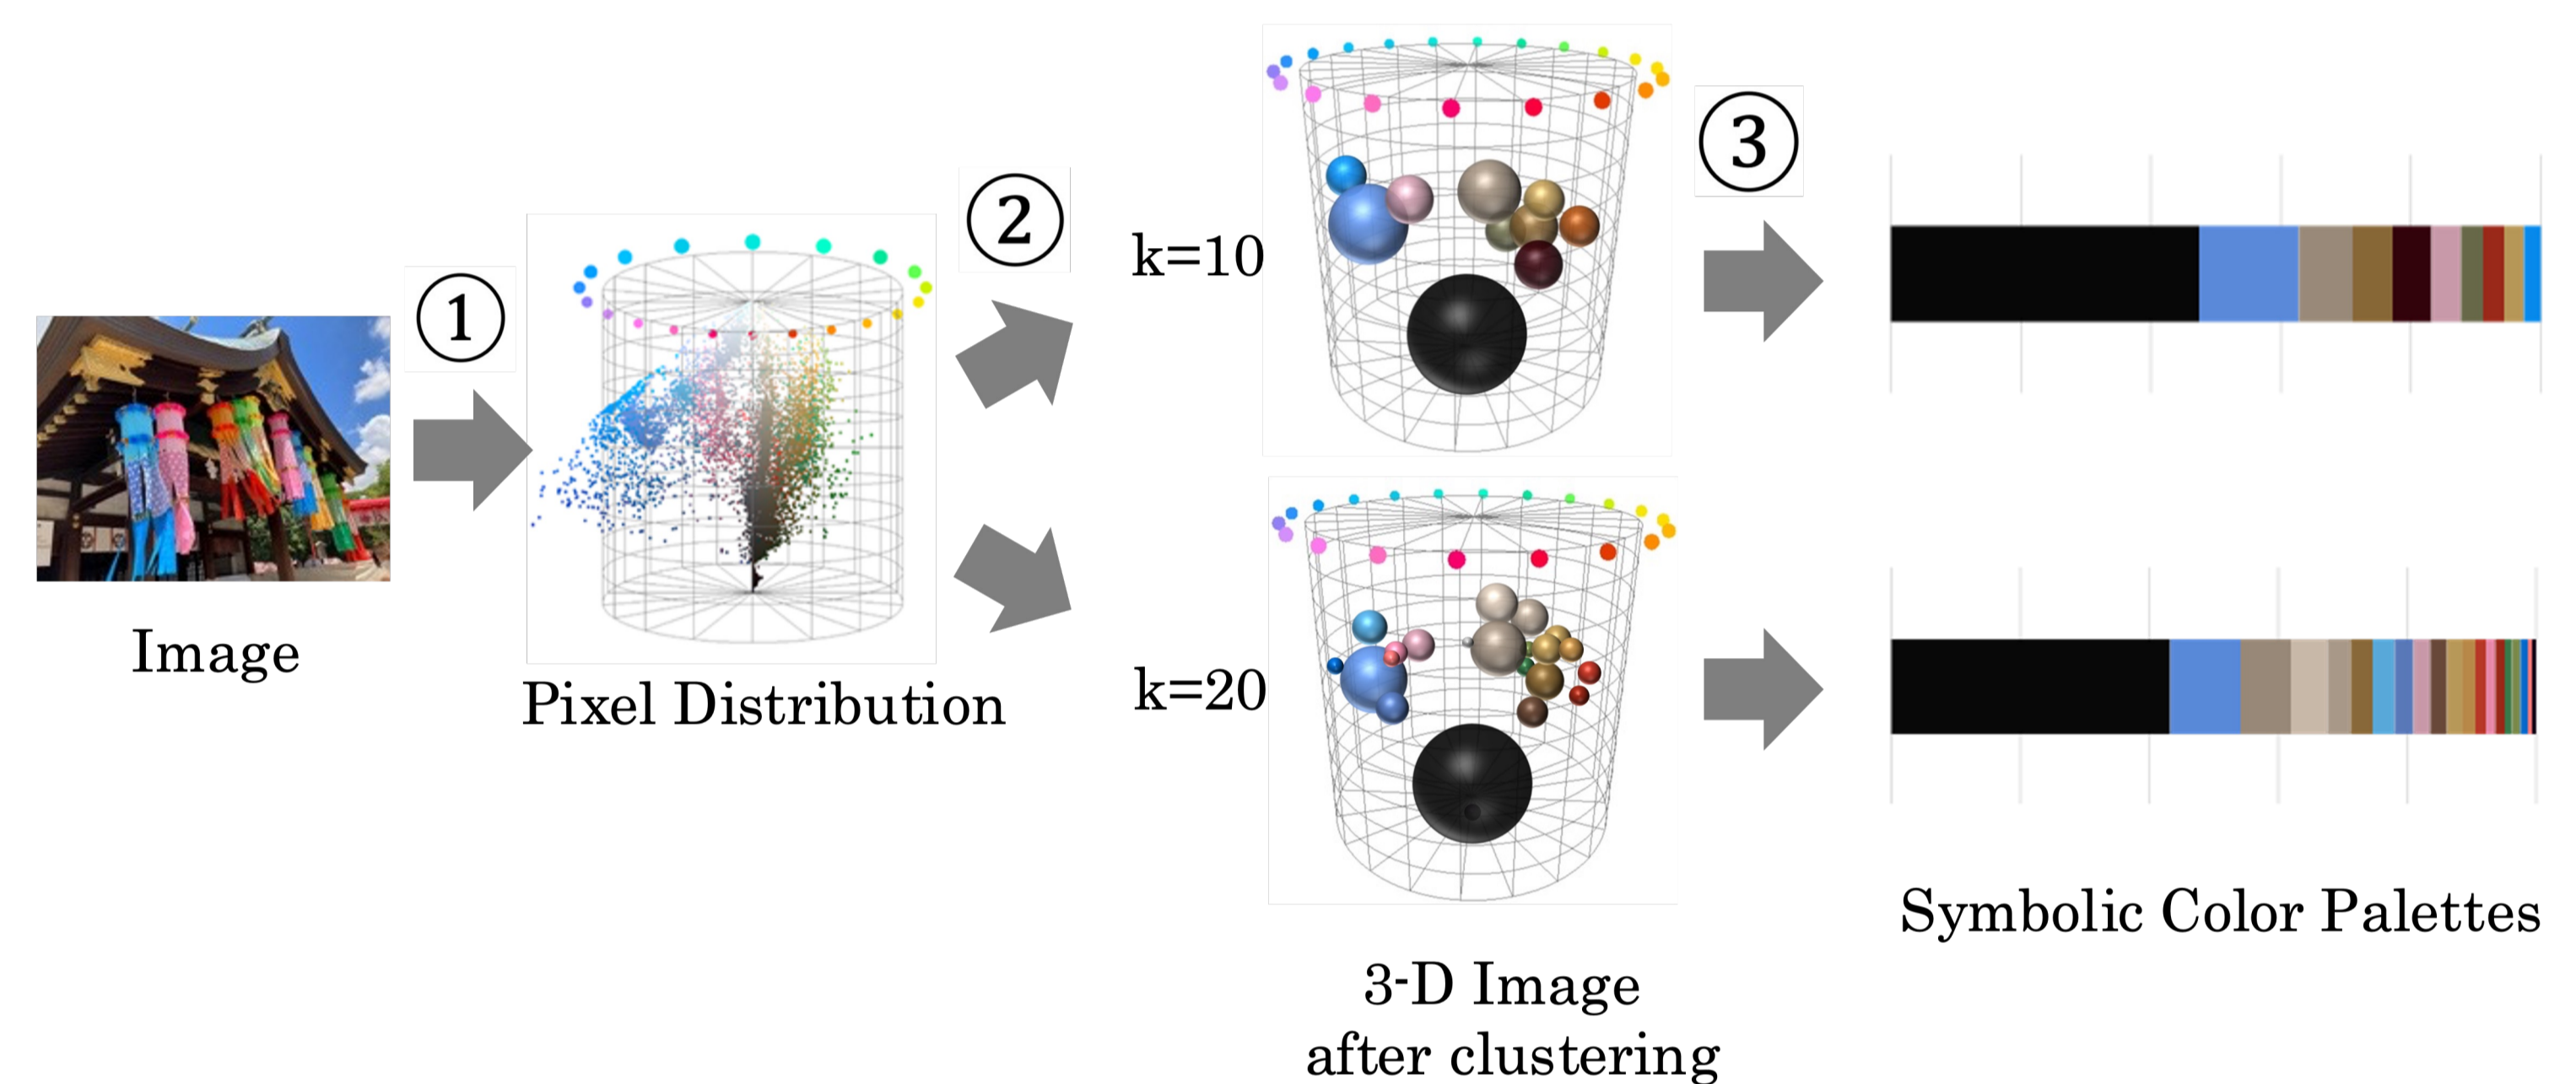 ①
②
③
k=10
k=20
Image
Pixel Distribution
Symbolic Color Palettes
3-D Image
after clustering